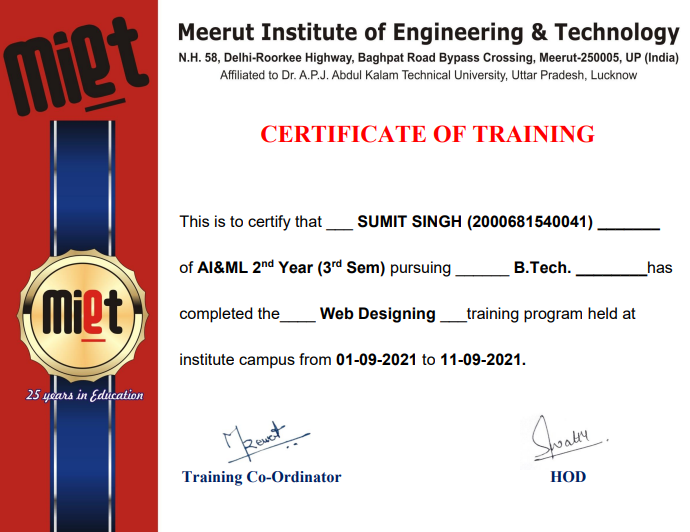 miet
Meerut Institute of Engineering & Technology
N.H. 58, Delhi-Roorkee Highway, Baghpat Road Bypass Crossing, Meerut-250005, UP (India)
Affiliated to Dr. A.P.J. Abdul Kalam Technical University, Uttar Pradesh, Lucknow
CERTIFICATE OF TRAINING
This is to certify that ___ SUMIT SINGH (2000681540041) _______
of AI&ML 2nd Year (3rd Sem) pursuing ______ B.Tech. ________has
completed the____ Web Designing ___training program held at
institute campus from 01-09-2021 to 11-09-2021.
miet
25 years in Education
Training Co-Ordinator
HOD